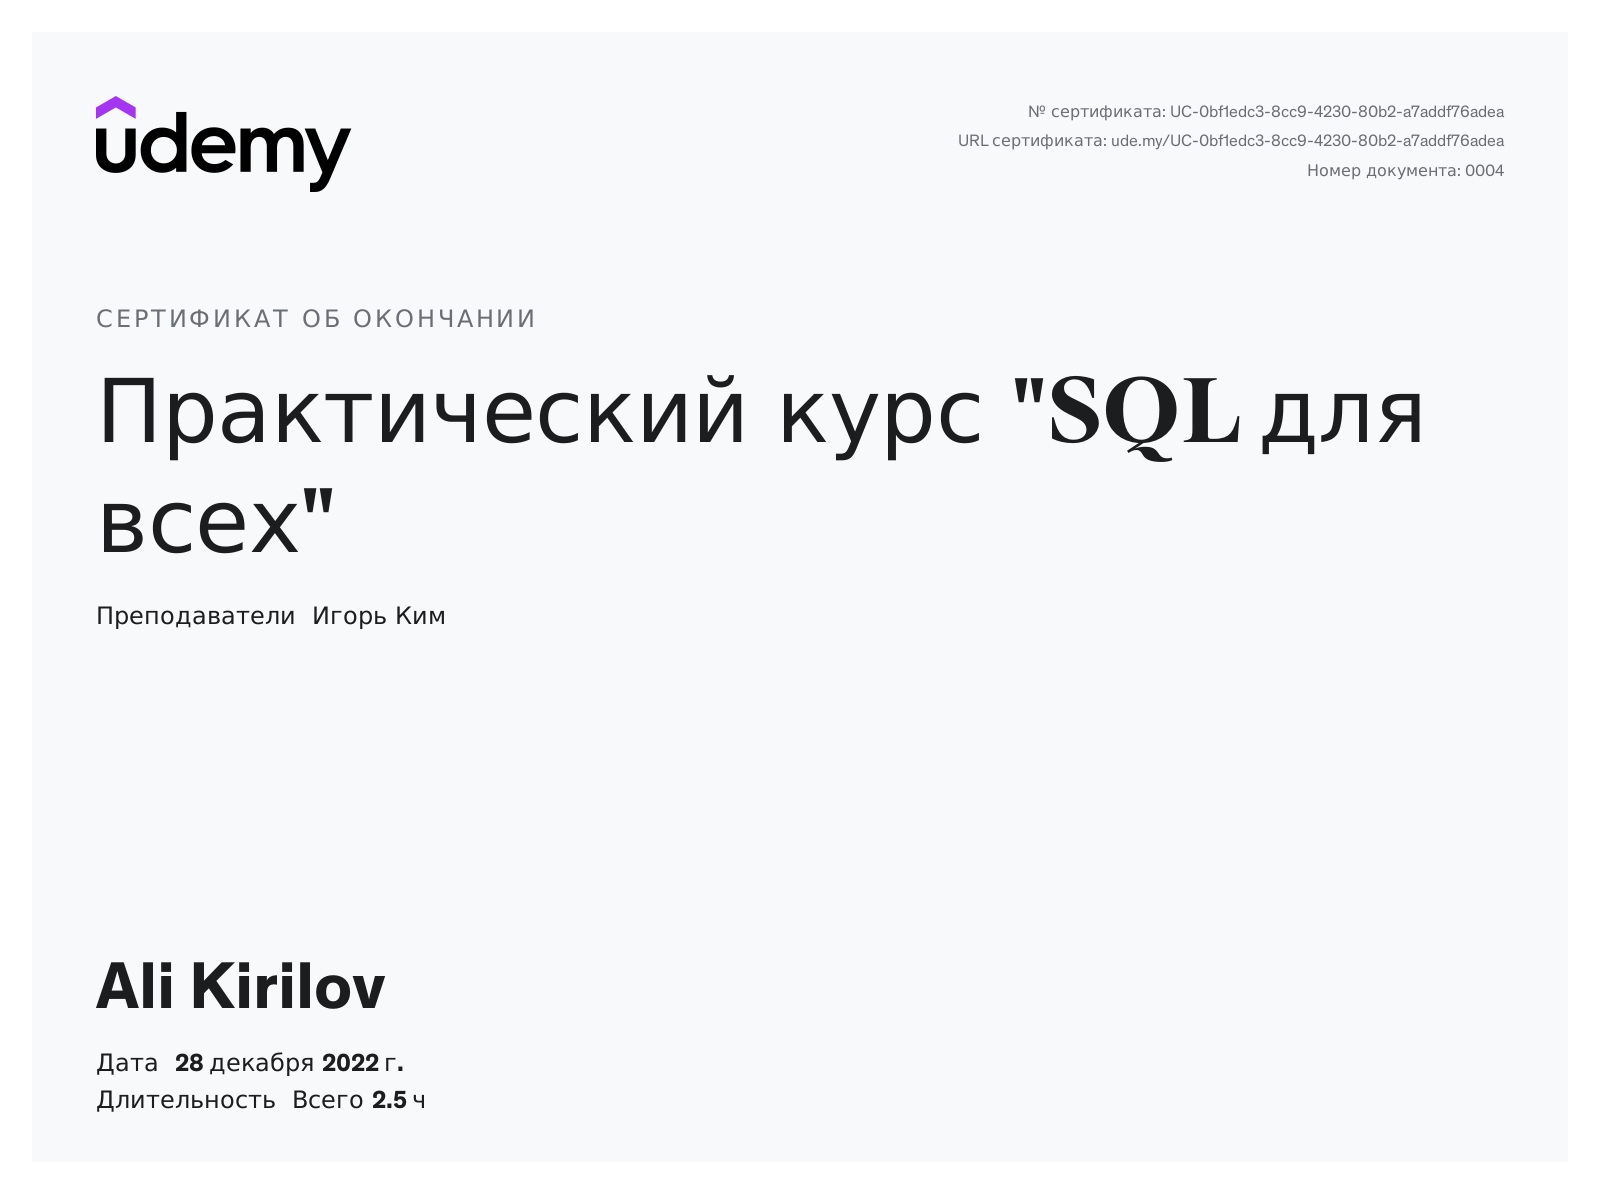 udemy
№ сертификата: UC-0bf1edc3-8cc9-4230-80b2-a7addf76adea
URL сертификата: ude.my/UC-0bf1edc3-8cc9-4230-80b2-a7addf76adea
Номер документа: 0004
СЕРТИФИКАТ ОБ ОКОНЧАНИИ
Практический курс "SQL для
всех"
Преподаватели Игорь Ким
Ali Kirilov
Дата 28 декабря 2022 г.
Длительность Всего 2.5 ч